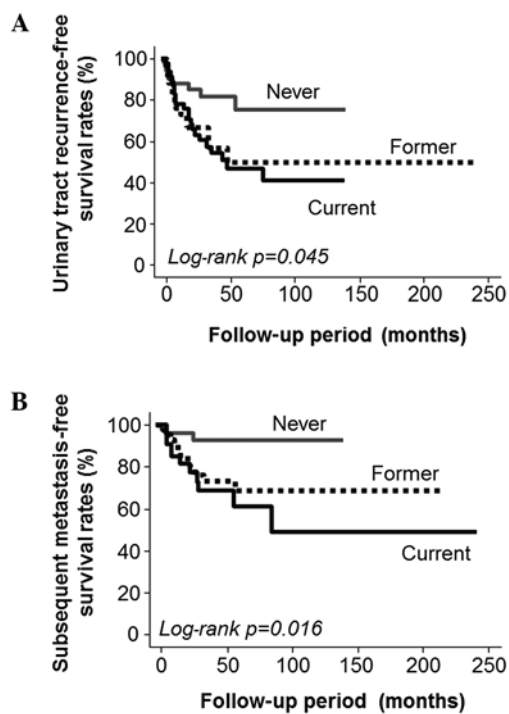 A
Urinary tract recurrence-free
survival rates (%)
100
80
60
40
20
0
Never
Former
Current
Log-rank p=0.045
0 50 100 150 200 250
Follow-up period (months)
B
Subsequent metastasis-free
survival rates (%)
100
80
60
40
20
0
Never
Former
Current
Log-rank p=0.016
0 50 100 150 200 250
Follow-up period (months)